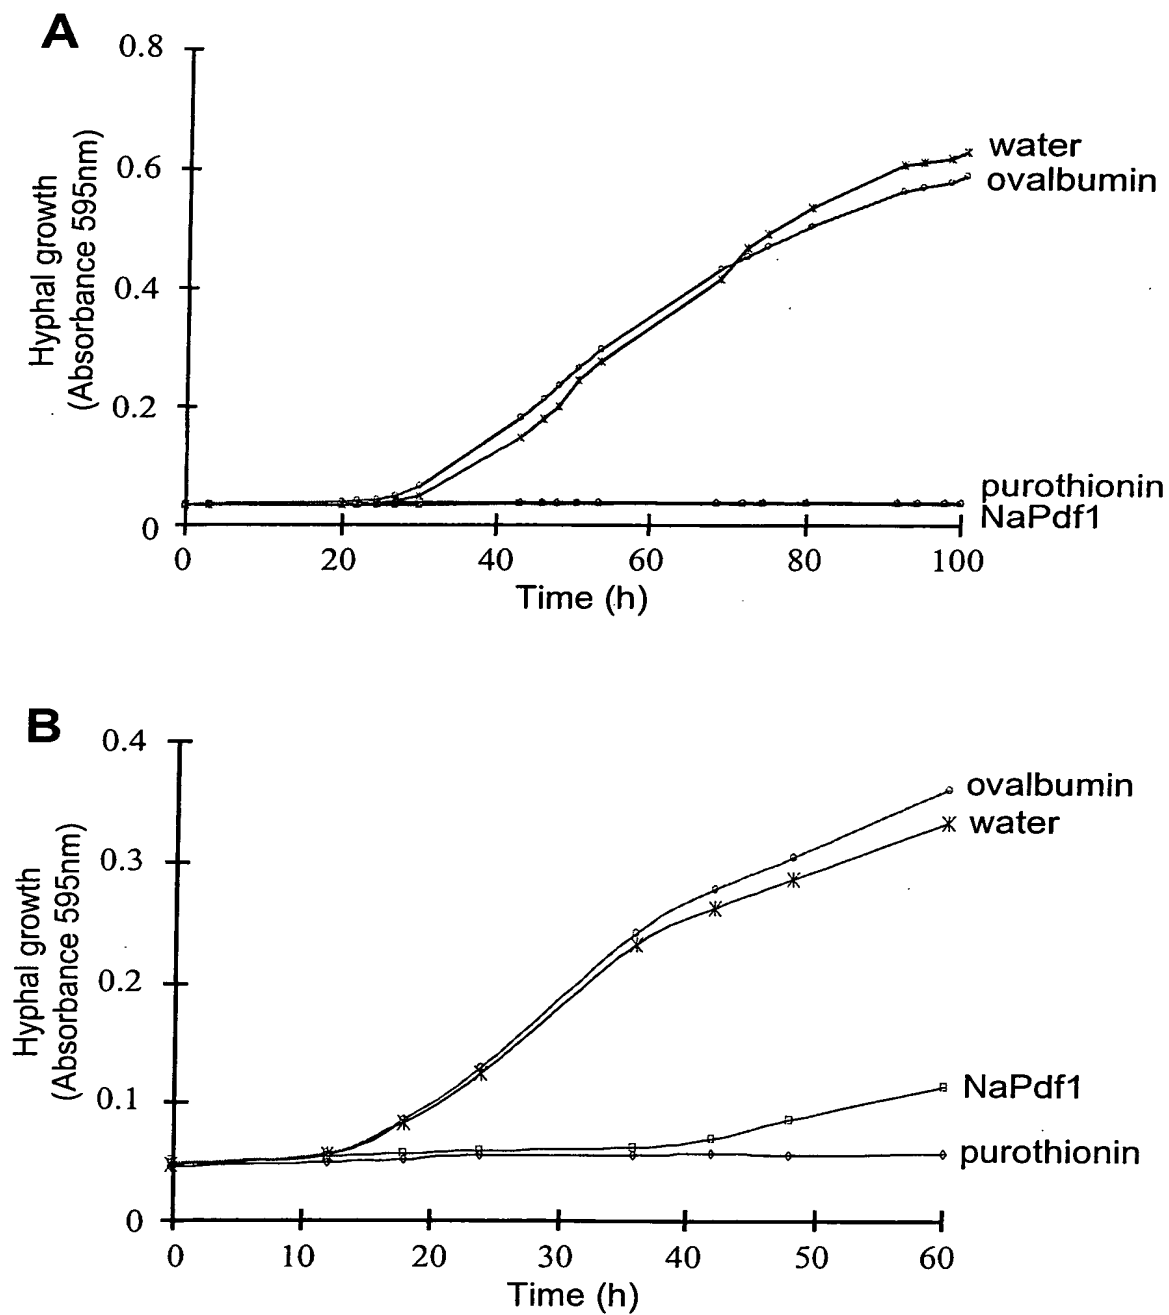 A
0.8
0.6
0.4
0.2
0
Hyphal growth
(Absorbance 595nm)
water
ovalbumin
purothionin
NaPdf1
0 20 40 60 80 100
Time (h)
B
0.4
0.3
0.2
0.1
0
Hyphal growth
(Absorbance 595nm)
ovalbumin
water
NaPdf1
purothionin
0 10 20 30 40 50 60
Time (h)